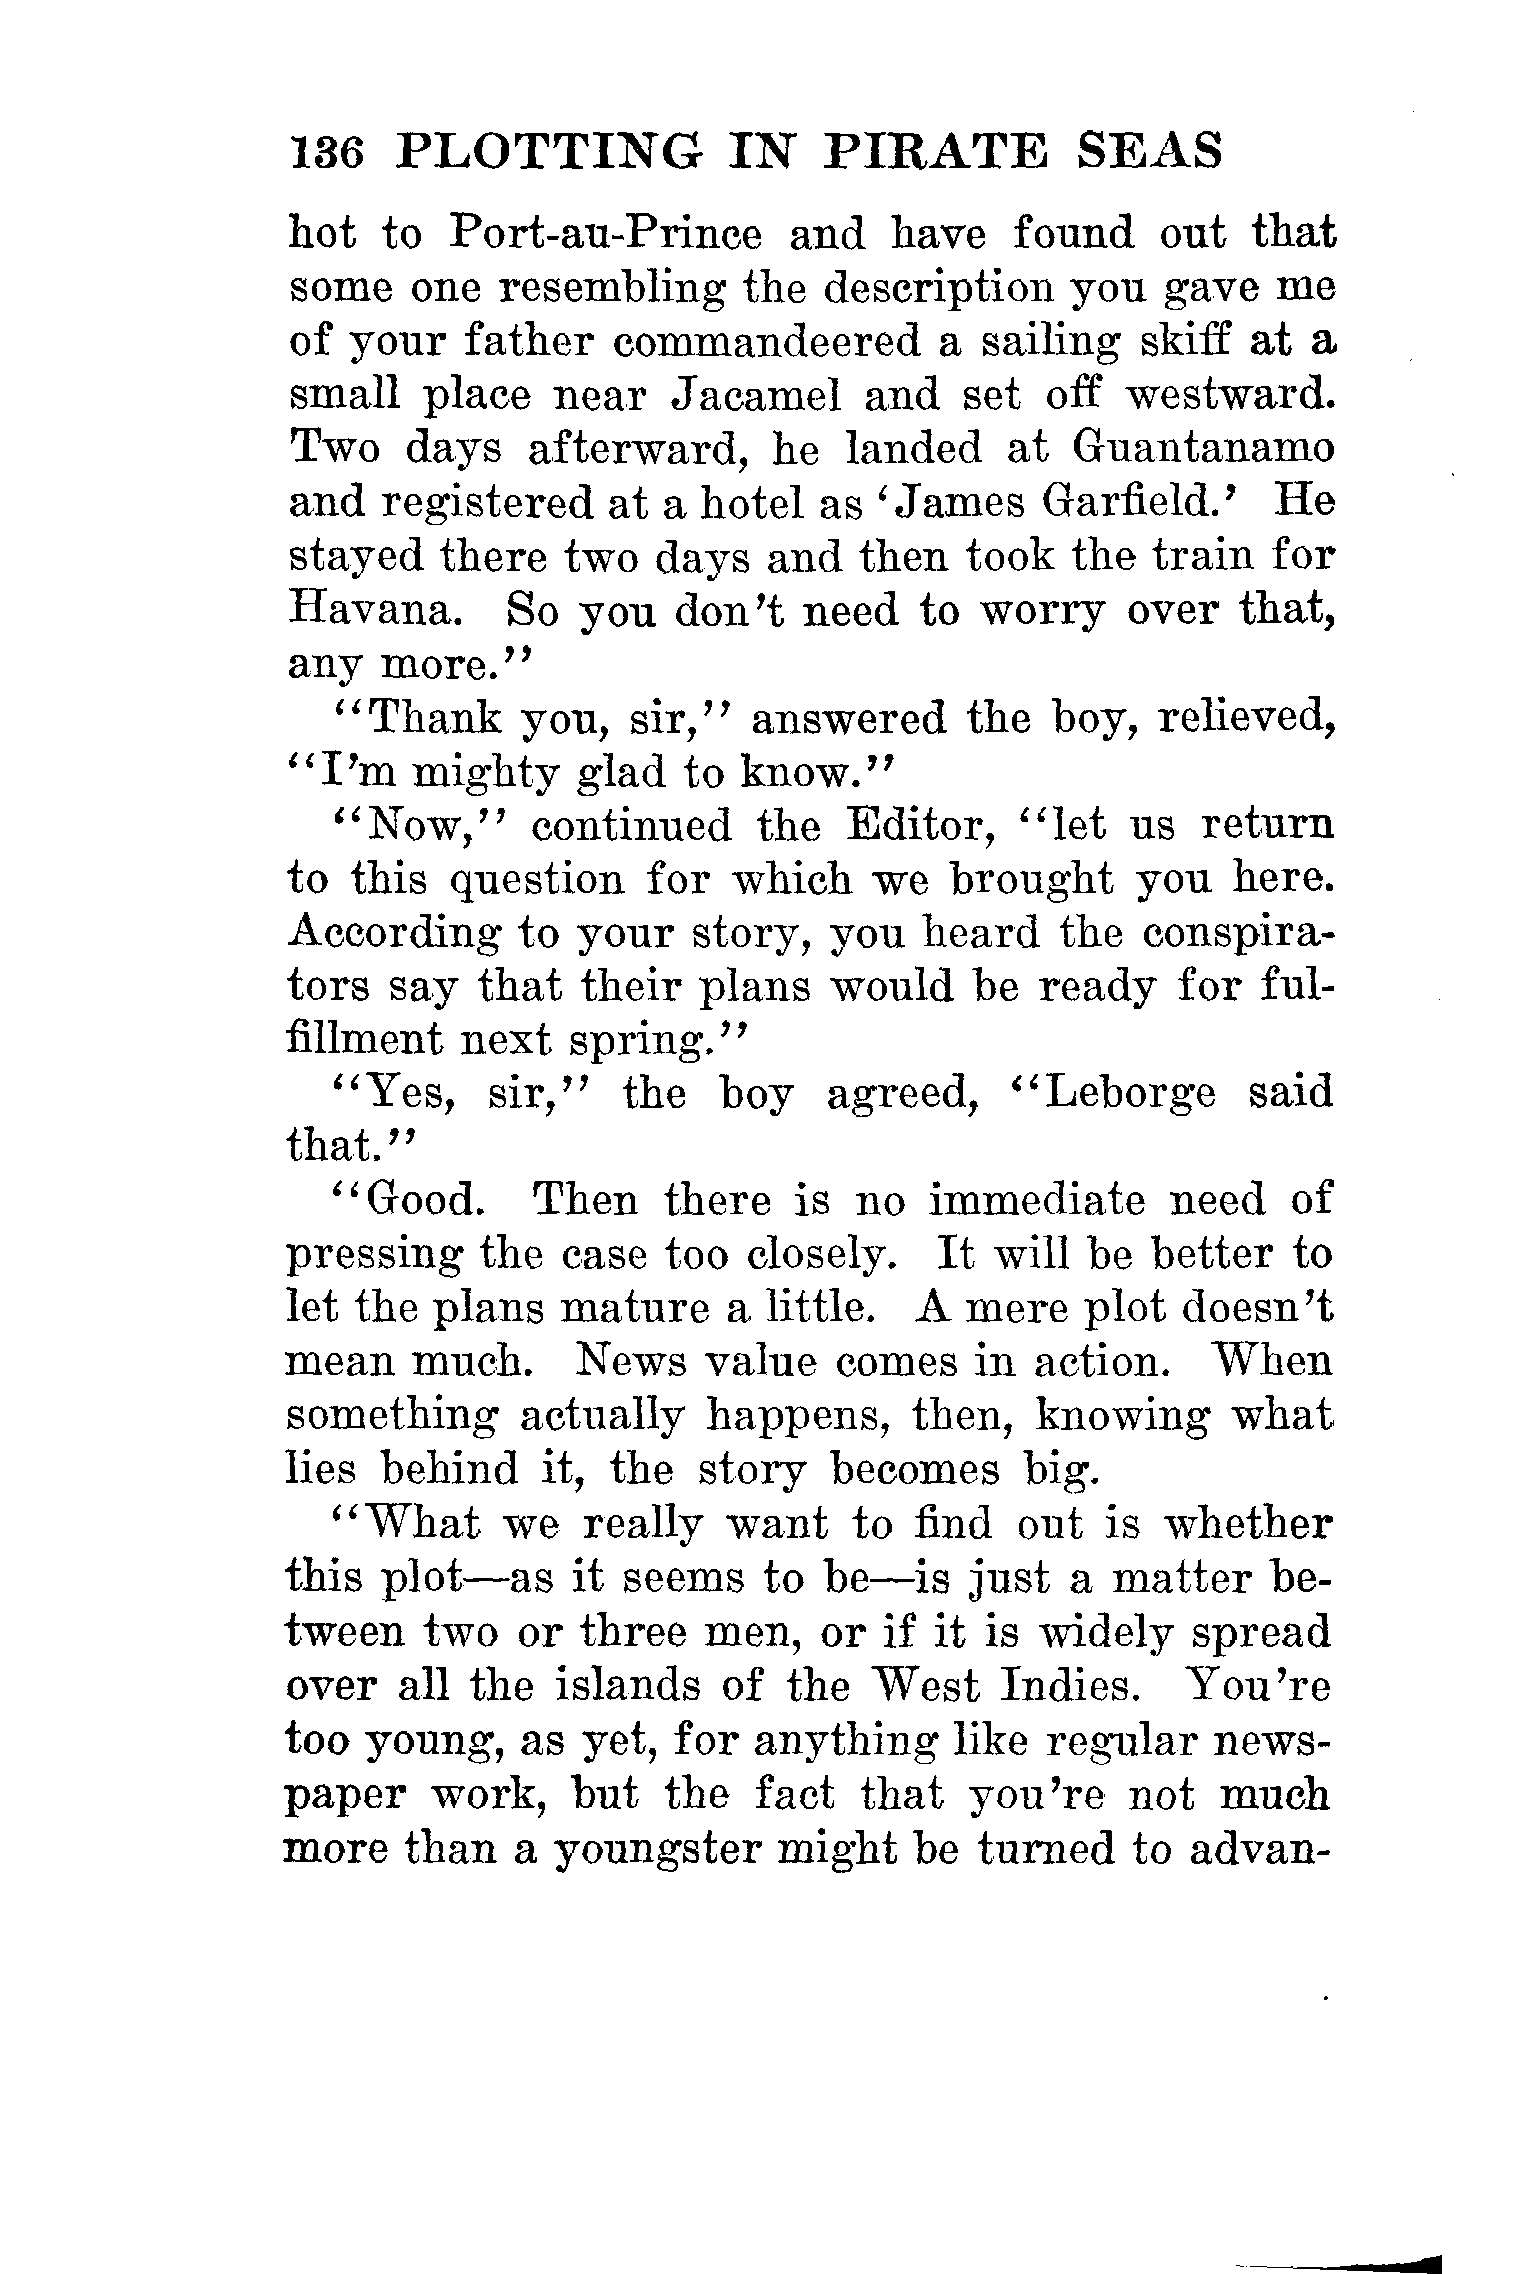 136 PLOTTING IN PIRATE SEAS
hot to Port-au-Prince and have found out that
some one resembling the description you gave me
of your father commandeered a sailing skiff at a
small place near Jacamel and set off westward.
Two days afterward, he landed at Guantanamo
and registered at a hotel as ‘James Garfield.’ He
stayed there two days and then took the train for
Havana. So you don’t need to worry over that,
any more.”
“Thank you, sir,” answered the boy, relieved,
“I’m mighty glad to know.”
“Now,” continued the Editor, “let us return
to this question for which we brought you here.
According to your story, you heard the conspira-
tors say that their plans would be ready for ful-
fillment next spring.”
“Yes, sir,” the boy agreed, “Leborge said
that.”
“Good. Then there is no immediate need of
pressing the case too closely. It will be better to
let the plans mature a little. A mere plot doesn’t
mean much. News value comes in action. When
something actually happens, then, knowing what
lies behind it, the story becomes big.
“What we really want to find out is whether
this plot—as it seems to be—is just a matter be-
tween two or three men, or if it is widely spread
over all the islands of the West Indies. You’re
too young, as yet, for anything like regular news-
paper work, but the fact that you’re not much
more than a youngster might be turned to advan-